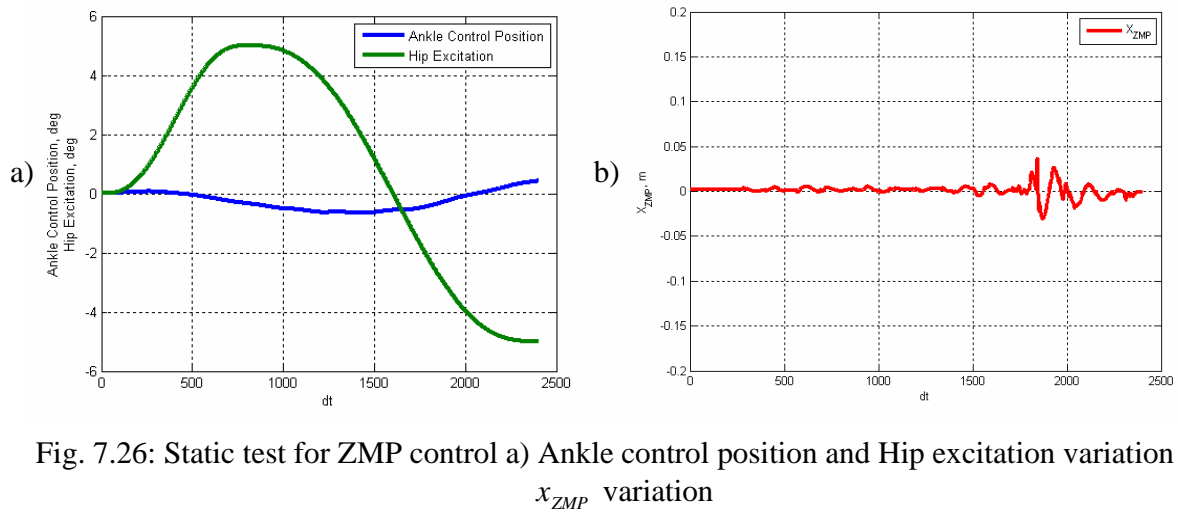 a)
Ankle Control Position, deg
Hip Excitation, deg
6
4
2
0
-2
-4
-6
0
500
1000
1500
2000
2500
dt
Ankle Control Position
Hip Excitation
b)
X_ZMP, m
0.2
0.15
0.1
0.05
0
-0.05
-0.1
-0.15
-0.2
0
500
1000
1500
2000
2500
dt
X_ZMP
Fig. 7.26: Static test for ZMP control a) Ankle control position and Hip excitation variation
x_ZMP variation